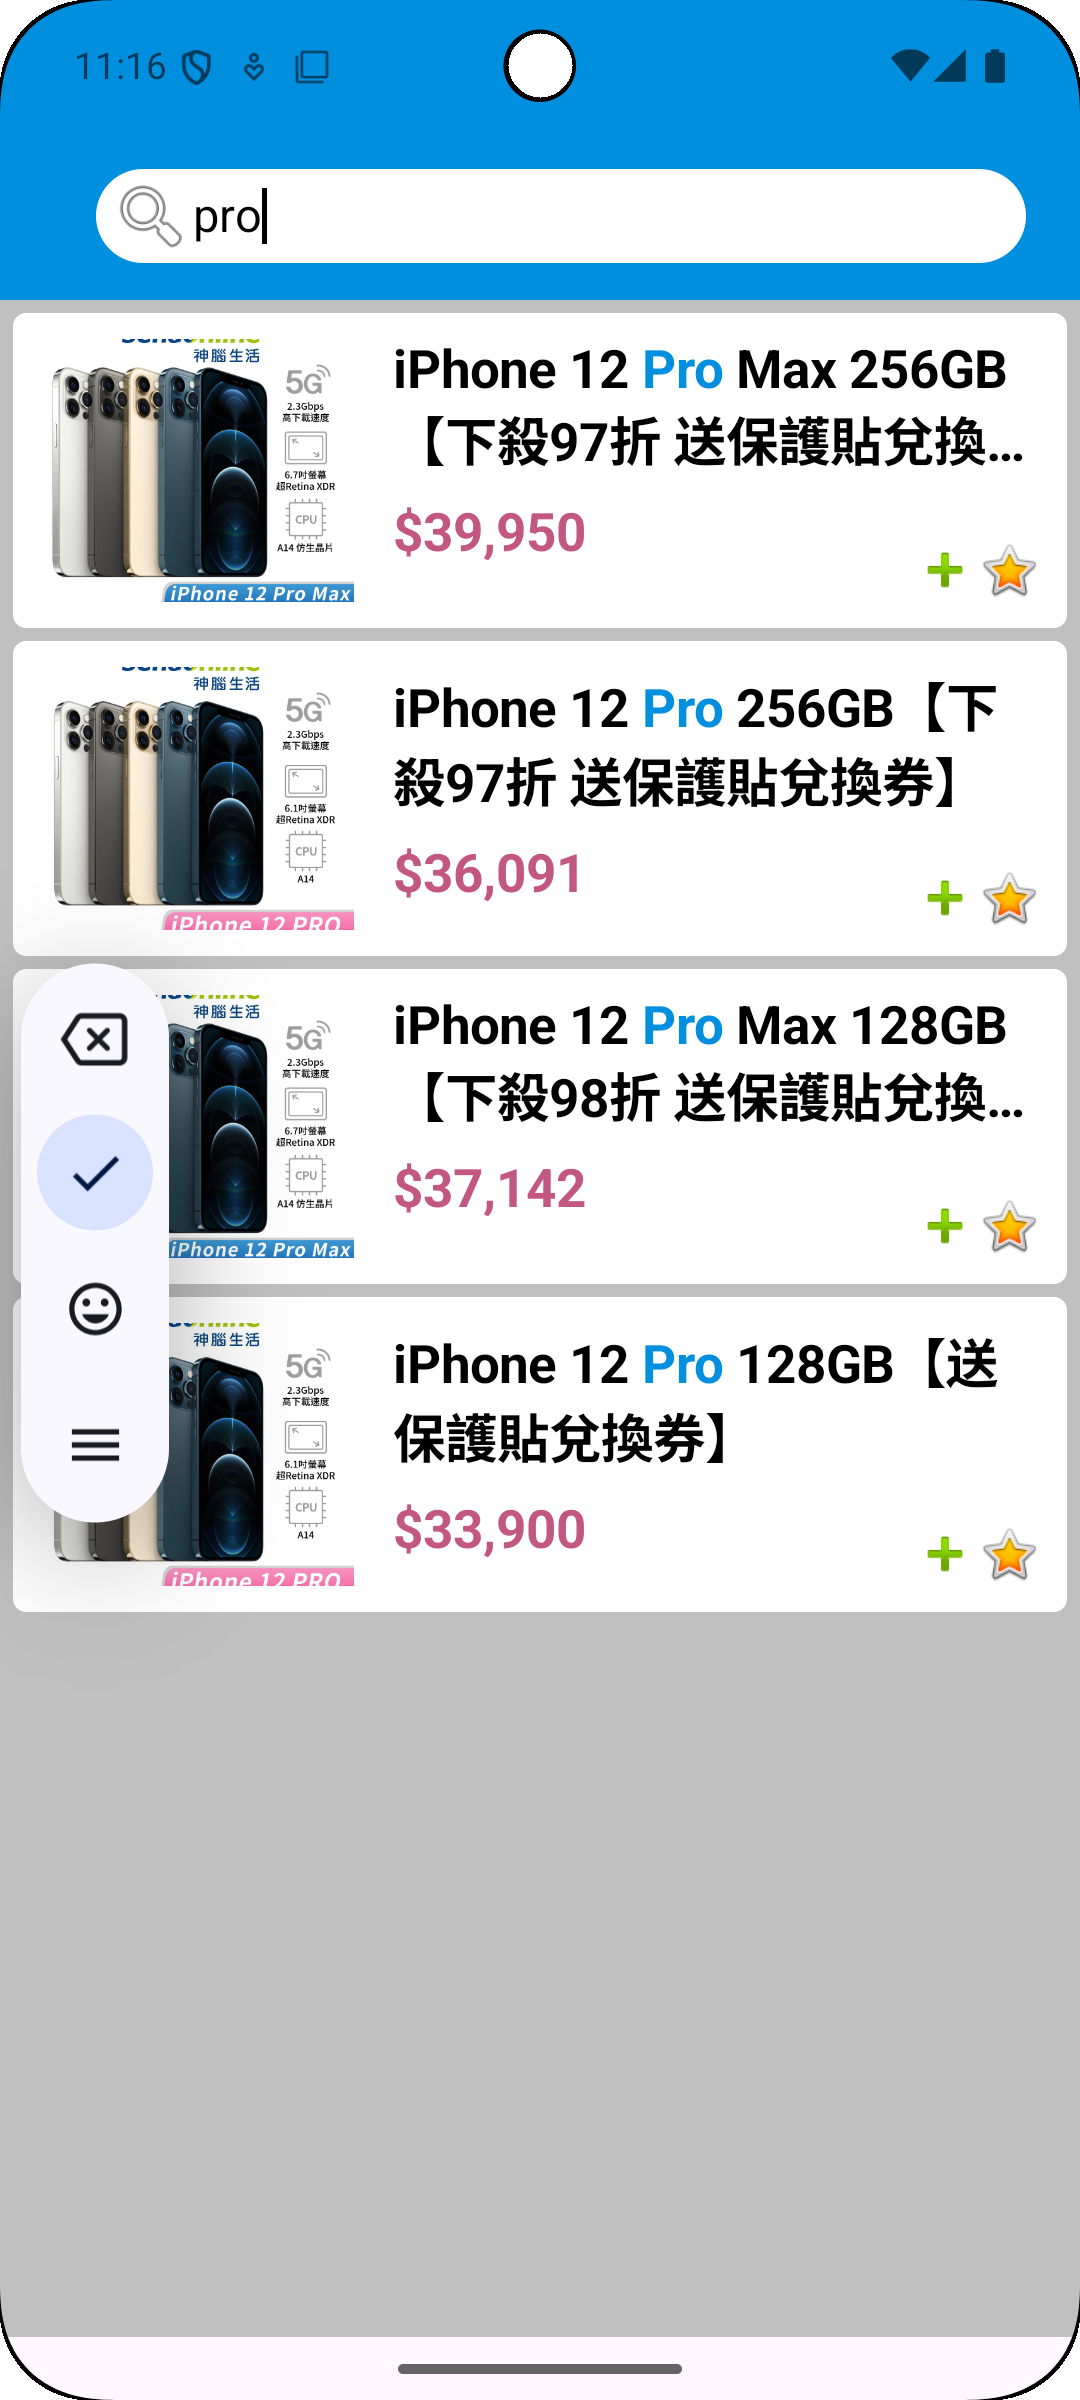 11:16
pro
神腦生活
5G
2.3Gbps
高下載速度
6.7吋螢幕
超Retina XDR
CPU
A14 仿生晶片
iPhone 12 Pro Max
iPhone 12 Pro Max 256GB
【下殺97折 送保護貼兌換...
$39,950
神腦生活
5G
2.3Gbps
高下載速度
6.1吋螢幕
超Retina XDR
CPU
A14
iPhone 12 PRO
iPhone 12 Pro 256GB【下
殺97折 送保護貼兌換券】
$36,091
神腦生活
5G
2.3Gbps
高下載速度
6.7吋螢幕
超Retina XDR
CPU
A14 仿生晶片
iPhone 12 Pro Max
iPhone 12 Pro Max 128GB
【下殺98折 送保護貼兌換...
$37,142
神腦生活
5G
2.3Gbps
高下載速度
6.1吋螢幕
超Retina XDR
CPU
A14
iPhone 12 PRO
iPhone 12 Pro 128GB【送
保護貼兌換券】
$33,900